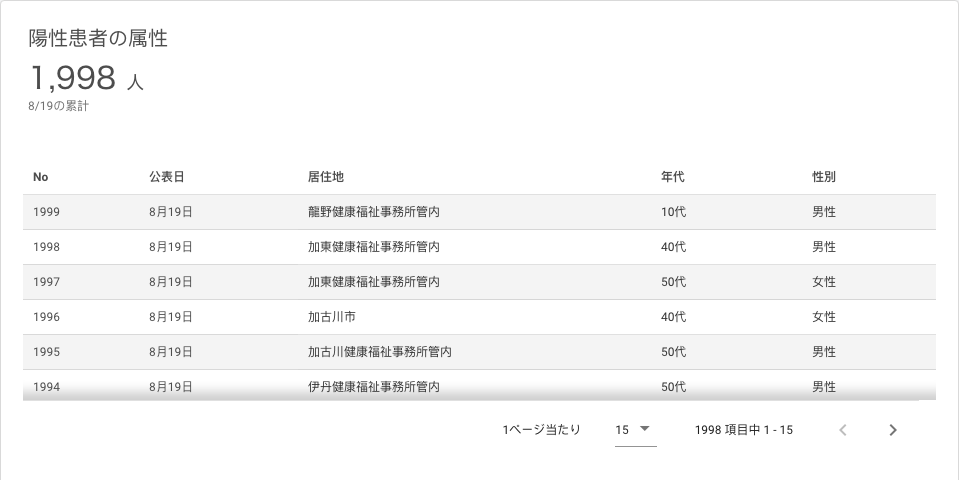 陽性患者の属性
1,998 人
8/19の累計
No 公表日 居住地 年代 性別
1999 8月19日 龍野健康福祉事務所管内 10代 男性
1998 8月19日 加東健康福祉事務所管内 40代 男性
1997 8月19日 加東健康福祉事務所管内 50代 女性
1996 8月19日 加古川市 40代 女性
1995 8月19日 加古川健康福祉事務所管内 50代 男性
1994 8月19日 伊丹健康福祉事務所管内 50代 男性
1ページ当たり 15 1998 項目中 1 - 15